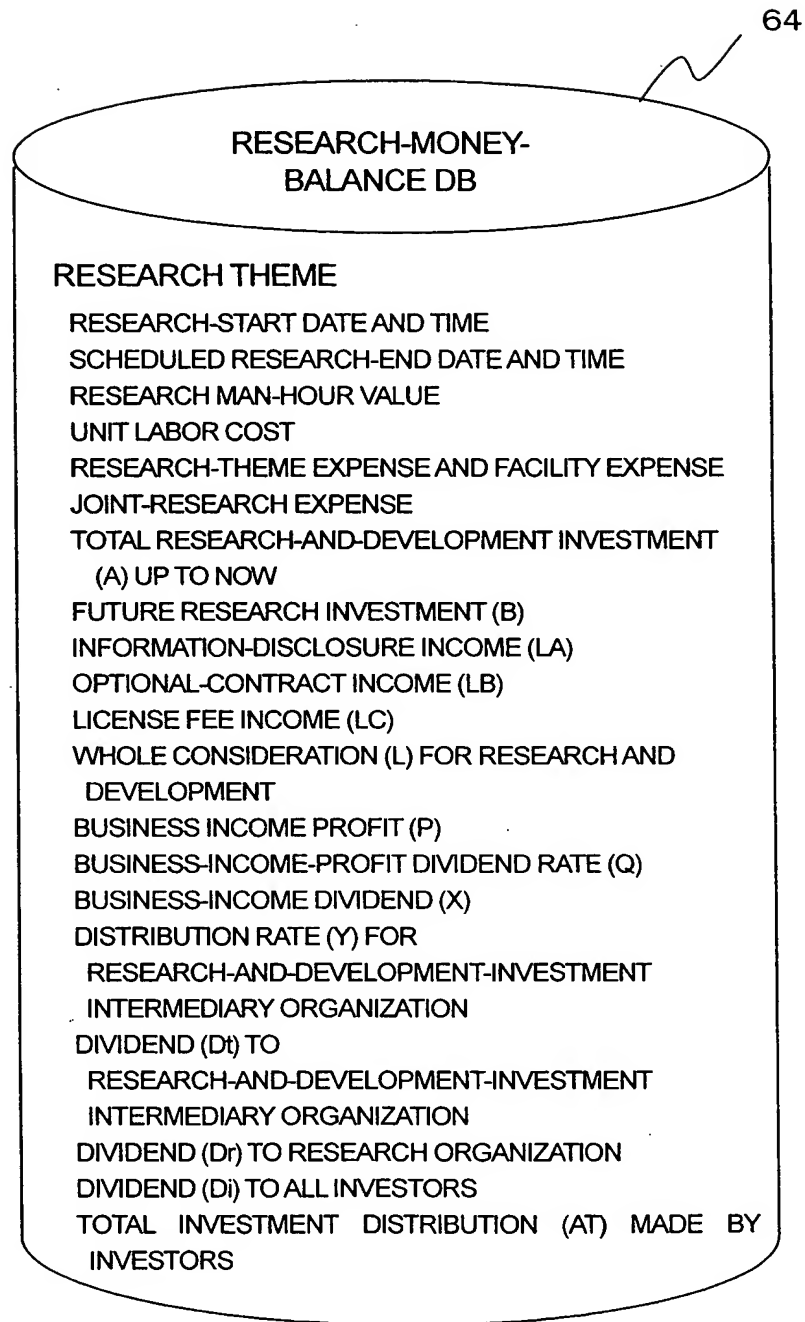 64
RESEARCH-MONEY-
BALANCE DB
RESEARCH THEME
RESEARCH-START DATE AND TIME
SCHEDULED RESEARCH-END DATE AND TIME
RESEARCH MAN-HOUR VALUE
UNIT LABOR COST
RESEARCH-THEME EXPENSE AND FACILITY EXPENSE
JOINT-RESEARCH EXPENSE
TOTAL RESEARCH-AND-DEVELOPMENT INVESTMENT
(A) UP TO NOW
FUTURE RESEARCH INVESTMENT (B)
INFORMATION-DISCLOSURE INCOME (LA)
OPTIONAL-CONTRACT INCOME (LB)
LICENSE FEE INCOME (LC)
WHOLE CONSIDERATION (L) FOR RESEARCH AND
DEVELOPMENT
BUSINESS INCOME PROFIT (P)
BUSINESS-INCOME-PROFIT DIVIDEND RATE (Q)
BUSINESS-INCOME DIVIDEND (X)
DISTRIBUTION RATE (Y) FOR
RESEARCH-AND-DEVELOPMENT-INVESTMENT
INTERMEDIARY ORGANIZATION
DIVIDEND (Dt) TO
RESEARCH-AND-DEVELOPMENT-INVESTMENT
INTERMEDIARY ORGANIZATION
DIVIDEND (Dr) TO RESEARCH ORGANIZATION
DIVIDEND (Di) TO ALL INVESTORS
TOTAL INVESTMENT DISTRIBUTION (AT) MADE BY
INVESTORS